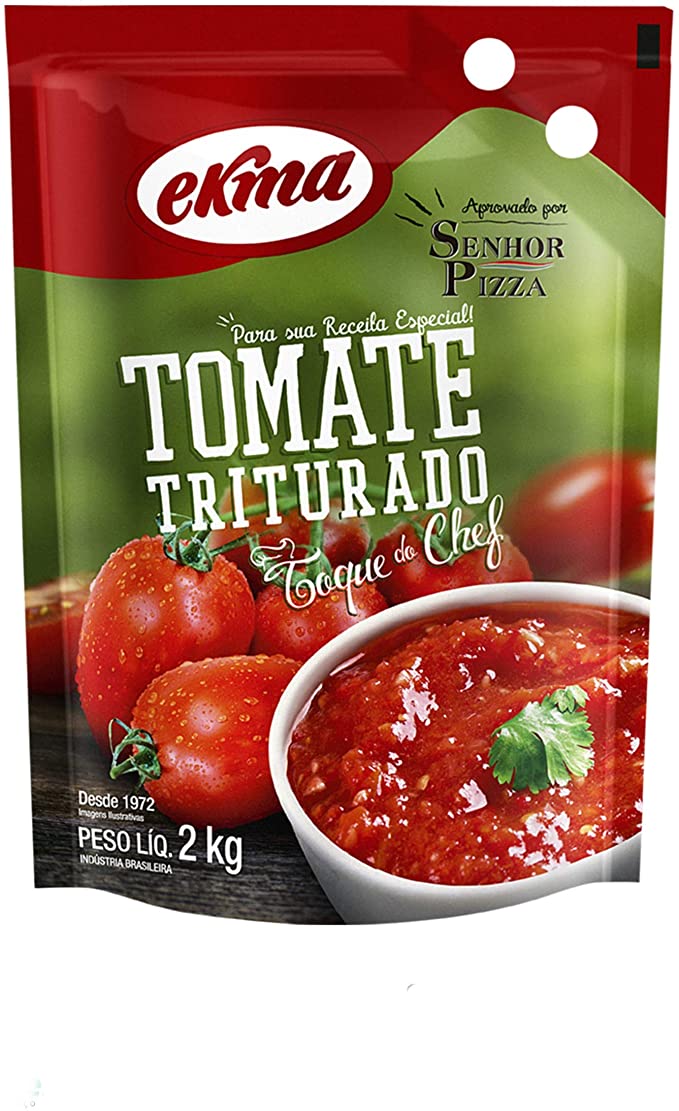 ekma
Aprovado por
SENHOR
PIZZA
Para sua Receita Especial!
TOMATE
TRITURADO
Toque do Chef
Desde 1972
Imagens Ilustrativas
PESO LÍQ. 2 kg
INDÚSTRIA BRASILEIRA